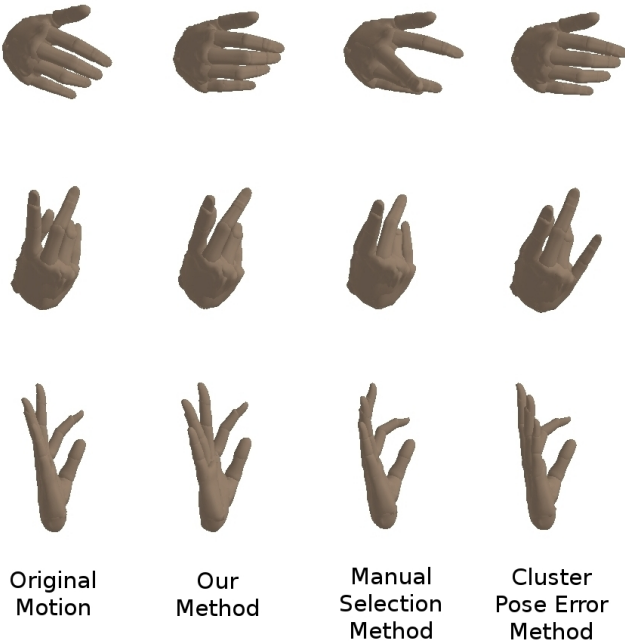 Original
Motion
Our
Method
Manual
Selection
Method
Cluster
Pose Error
Method